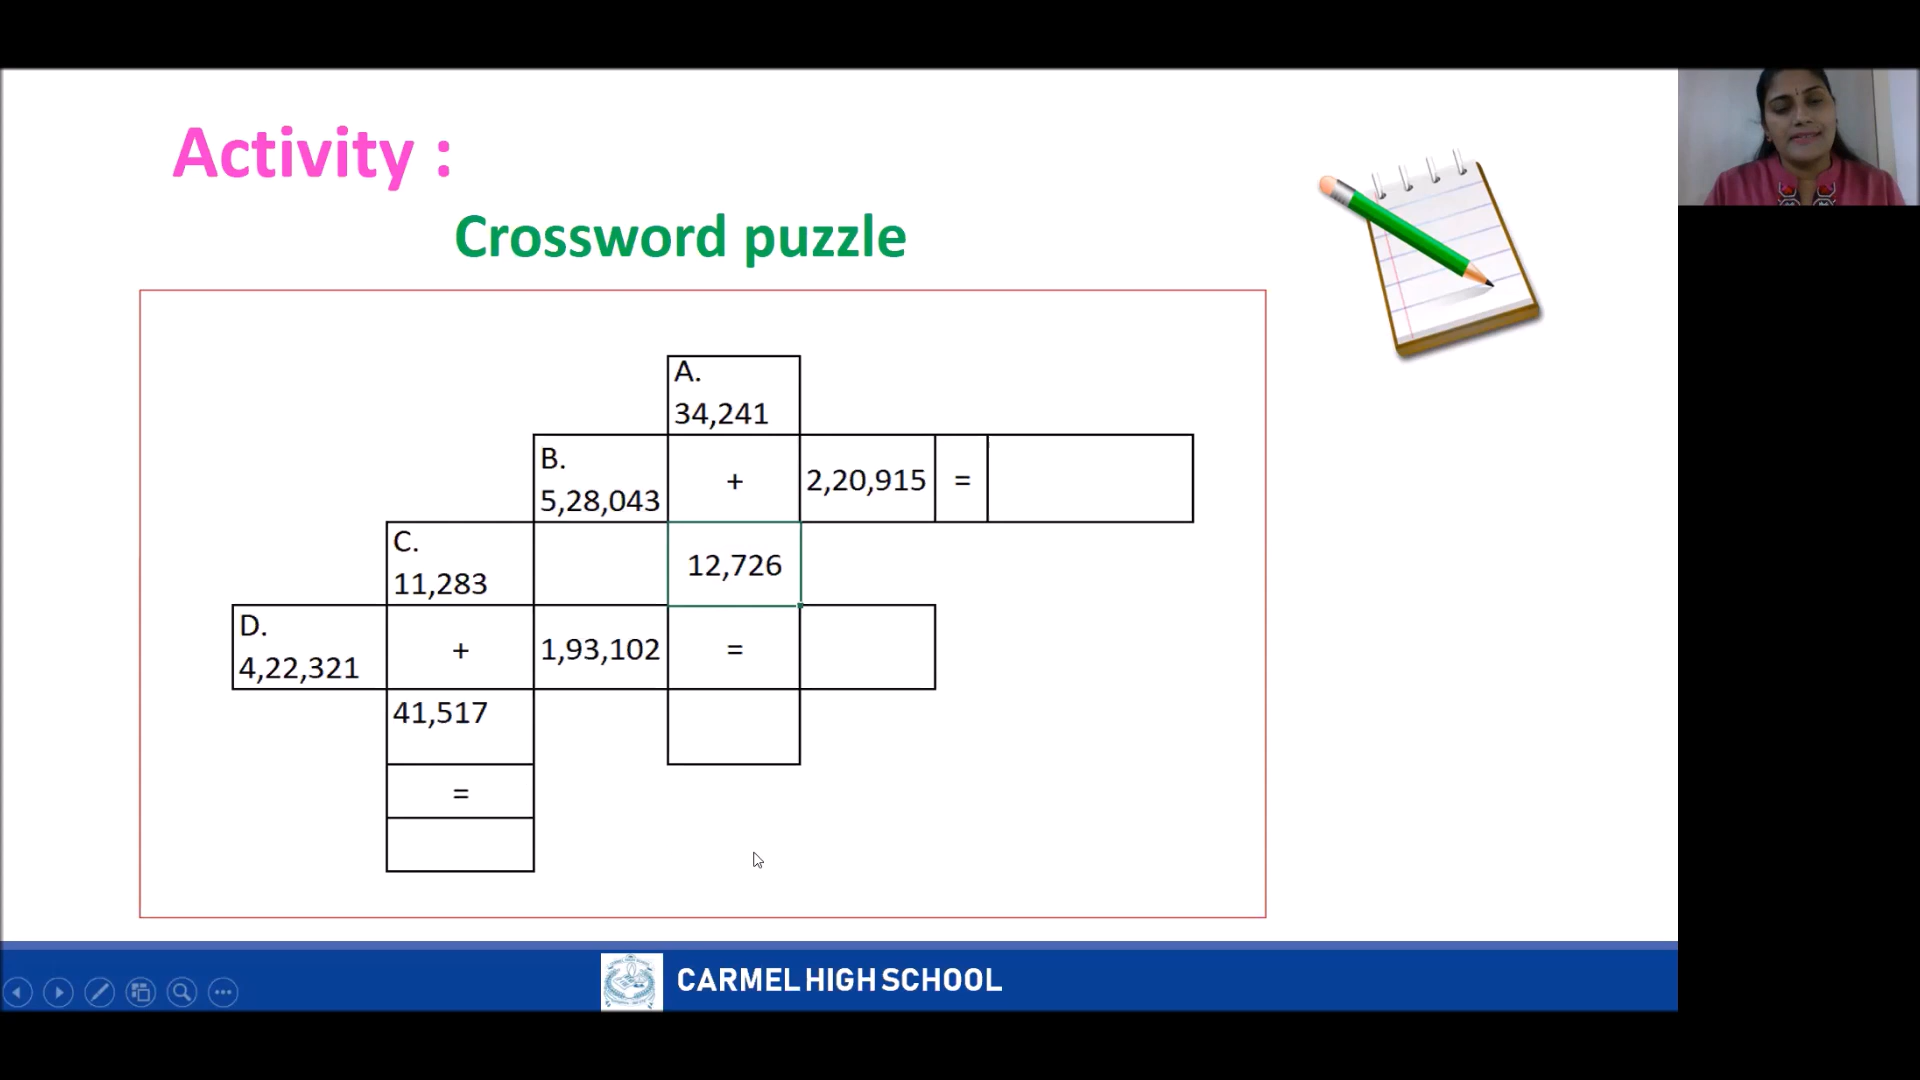 Activity :
Crossword puzzle
A.
34,241
B.
5,28,043
+
2,20,915
=
C.
11,283
12,726
D.
4,22,321
+
1,93,102
=
41,517
=
CARMEL HIGH SCHOOL